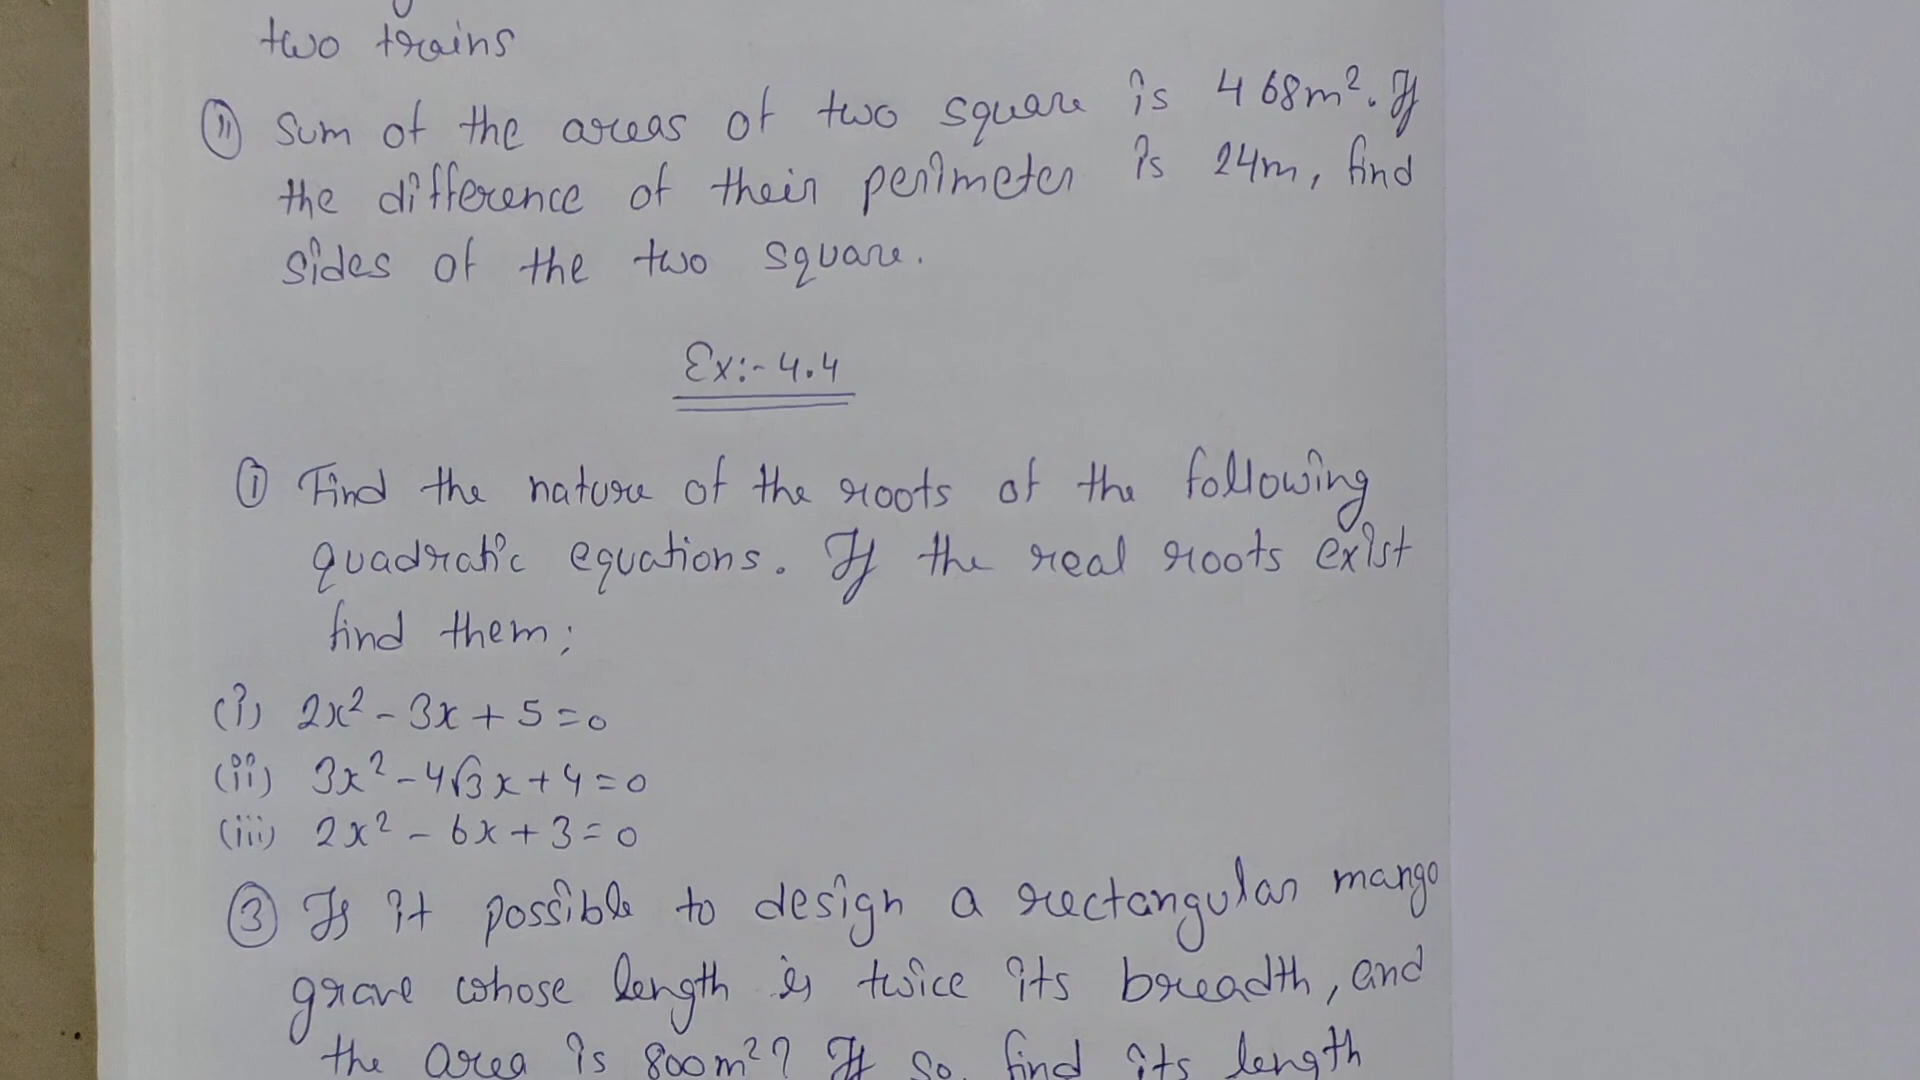 two trains
⑪ Sum of the areas of two square is 468m². If
the difference of their perimeter is 24m, find
sides of the two square.
Ex:- 4.4
① Find the nature of the roots of the following
quadratic equations. If the real roots exist
find them;
(i) 2x² - 3x + 5 = 0
(ii) 3x² - 4√3x + 4 = 0
(iii) 2x² - 6x + 3 = 0
③ Is it possible to design a rectangular mango
grave whose length is twice its breadth, and
the area is 800m²? If so, find its length